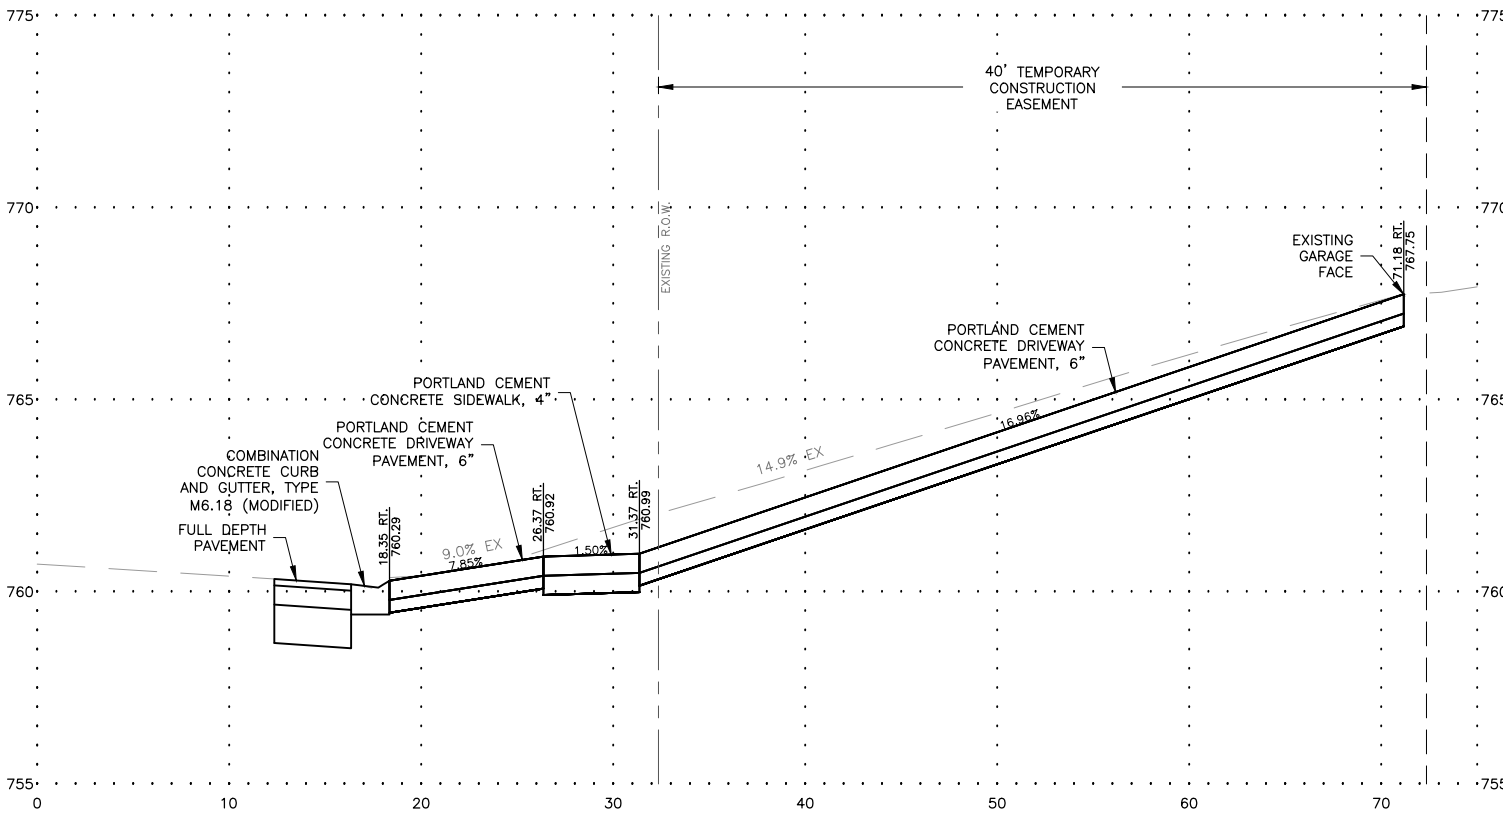 775
775
40' TEMPORARY
CONSTRUCTION
EASEMENT
770
770
EXISTING R.O.W.
71.18 RT.
767.75
EXISTING
GARAGE
FACE
PORTLAND CEMENT
CONCRETE DRIVEWAY
PAVEMENT, 6"
PORTLAND CEMENT
CONCRETE SIDEWALK, 4"
765
765
16.96%
PORTLAND CEMENT
CONCRETE DRIVEWAY
PAVEMENT, 6"
14.9% EX
COMBINATION
CONCRETE CURB
AND GUTTER, TYPE
M6.18 (MODIFIED)
FULL DEPTH
PAVEMENT
18.35 RT.
760.29
26.37 RT.
760.92
31.37 RT.
760.99
9.0% EX
7.85%
1.50%
760
760
755
755
0
10
20
30
40
50
60
70